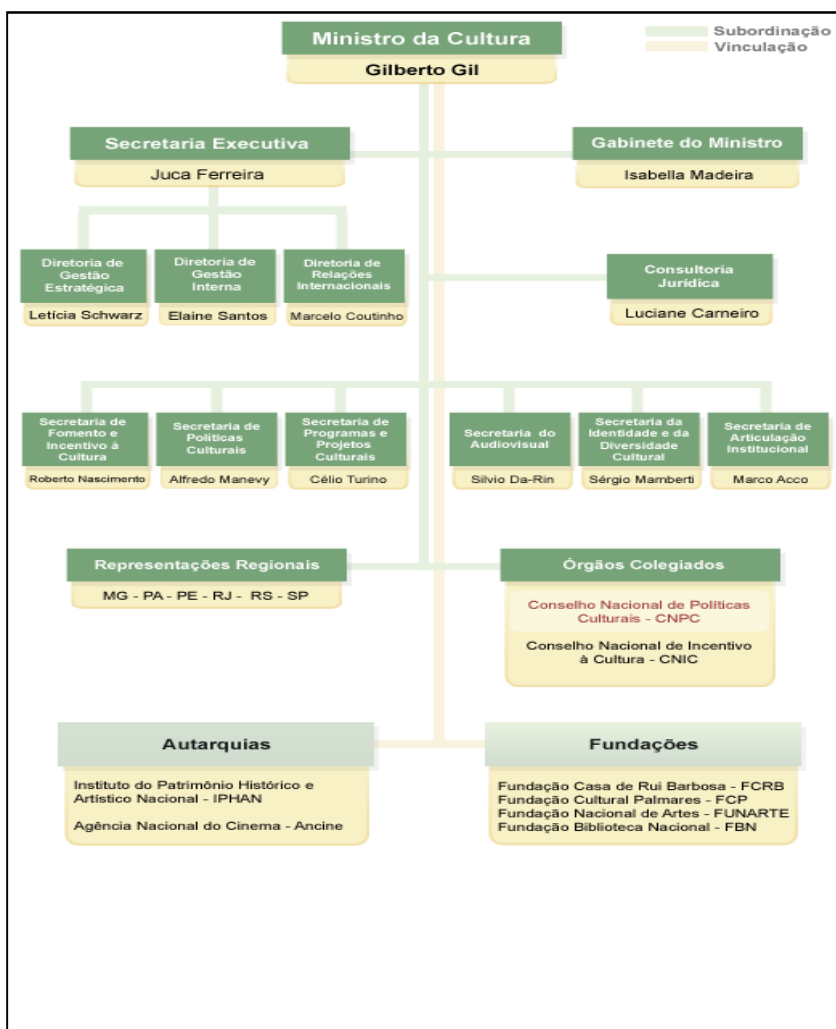 Ministro da Cultura
Gilberto Gil
Subordinação
Vinculação
Secretaria Executiva
Juca Ferreira
Gabinete do Ministro
Isabella Madeira
Diretoria de
Gestão
Estratégica
Letícia Schwarz
Diretoria de
Gestão
Interna
Elaine Santos
Diretoria de
Relações
Internacionais
Marcelo Coutinho
Consultoria
Jurídica
Luciane Carneiro
Secretaria de
Fomento e
Incentivo à
Cultura
Roberto Nascimento
Secretaria de
Políticas
Culturais
Alfredo Manevy
Secretaria de
Programas e
Projetos
Culturais
Célio Turino
Secretaria do
Audiovisual
Silvio Da-Rin
Secretaria da
Identidade e da
Diversidade
Cultural
Sérgio Mamberti
Secretaria de
Articulação
Institucional
Marco Acco
Representações Regionais
MG - PA - PE - RJ - RS - SP
Órgãos Colegiados
Conselho Nacional de Políticas
Culturais - CNPC
Conselho Nacional de Incentivo
à Cultura - CNIC
Autarquias
Instituto do Patrimônio Histórico e
Artístico Nacional - IPHAN
Agência Nacional do Cinema - Ancine
Fundações
Fundação Casa de Rui Barbosa - FCRB
Fundação Cultural Palmares - FCP
Fundação Nacional de Artes - FUNARTE
Fundação Biblioteca Nacional - FBN